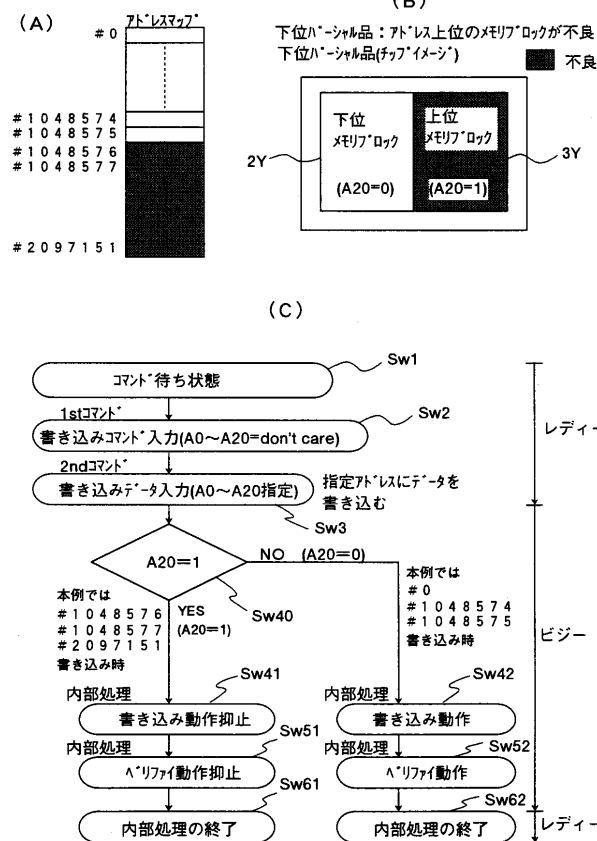 (A)
アドレスマップ
#0
#1048574
#1048575
#1048576
#1048577
#2097151
(B)
下位パーシャル品:アドレス上位のメモリブロックが不良
下位パーシャル品(チップイメージ)
不良
下位
メモリブロック
(A20=0)
上位
メモリブロック
(A20=1)
2Y
3Y
(C)
コマンド待ち状態
Sw1
1stコマンド
書き込みコマンド入力(A0～A20=don't care)
Sw2
2ndコマンド
書き込みデータ入力(A0～A20指定)
Sw3
指定アドレスにデータを
書き込む
レディー
A20=1
NO (A20=0)
Sw40
YES
(A20=1)
本例では
#1048576
#1048577
#2097151
書き込み時
本例では
#0
#1048574
#1048575
書き込み時
ビジー
Sw41
内部処理
書き込み動作抑止
Sw42
内部処理
書き込み動作
Sw51
内部処理
ベリファイ動作抑止
Sw52
内部処理
ベリファイ動作
Sw61
内部処理の終了
Sw62
内部処理の終了
レディー